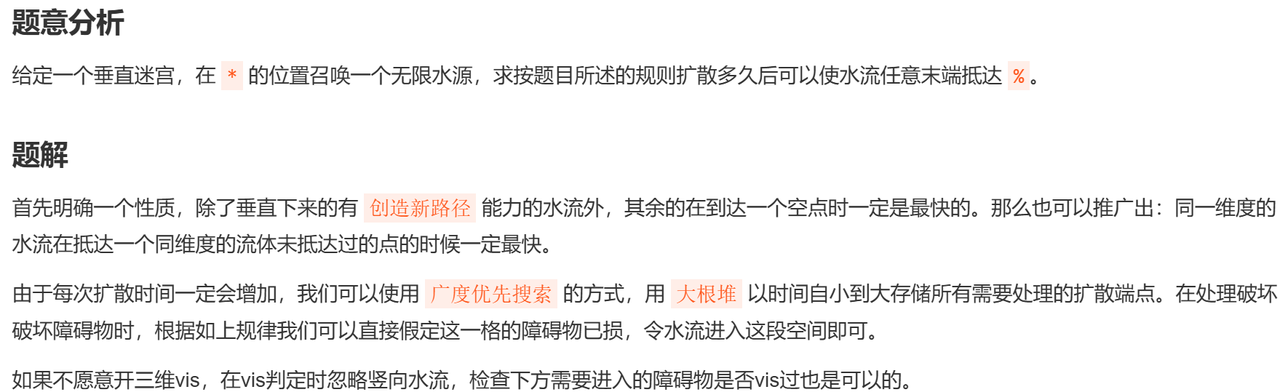 题意分析
给定一个垂直迷宫，在 * 的位置召唤一个无限水源，求按题目所述的规则扩散多久后可以使水流任意末端抵达 %。
题解
首先明确一个性质，除了垂直下来的有 创造新路径 能力的水流外，其余的在到达一个空点时一定是最快的。那么也可以推广出：同一维度的
水流在抵达一个同维度的流体未抵达过的点的时候一定最快。
由于每次扩散时间一定会增加，我们可以使用 广度优先搜索 的方式，用 大根堆 以时间自小到大存储所有需要处理的扩散端点。在处理破坏
破坏障碍物时，根据如上规律我们可以直接假定这一格的障碍物已损，令水流进入这段空间即可。
如果不愿意开三维vis，在vis判定时忽略竖向水流，检查下方需要进入的障碍物是否vis过也是可以的。